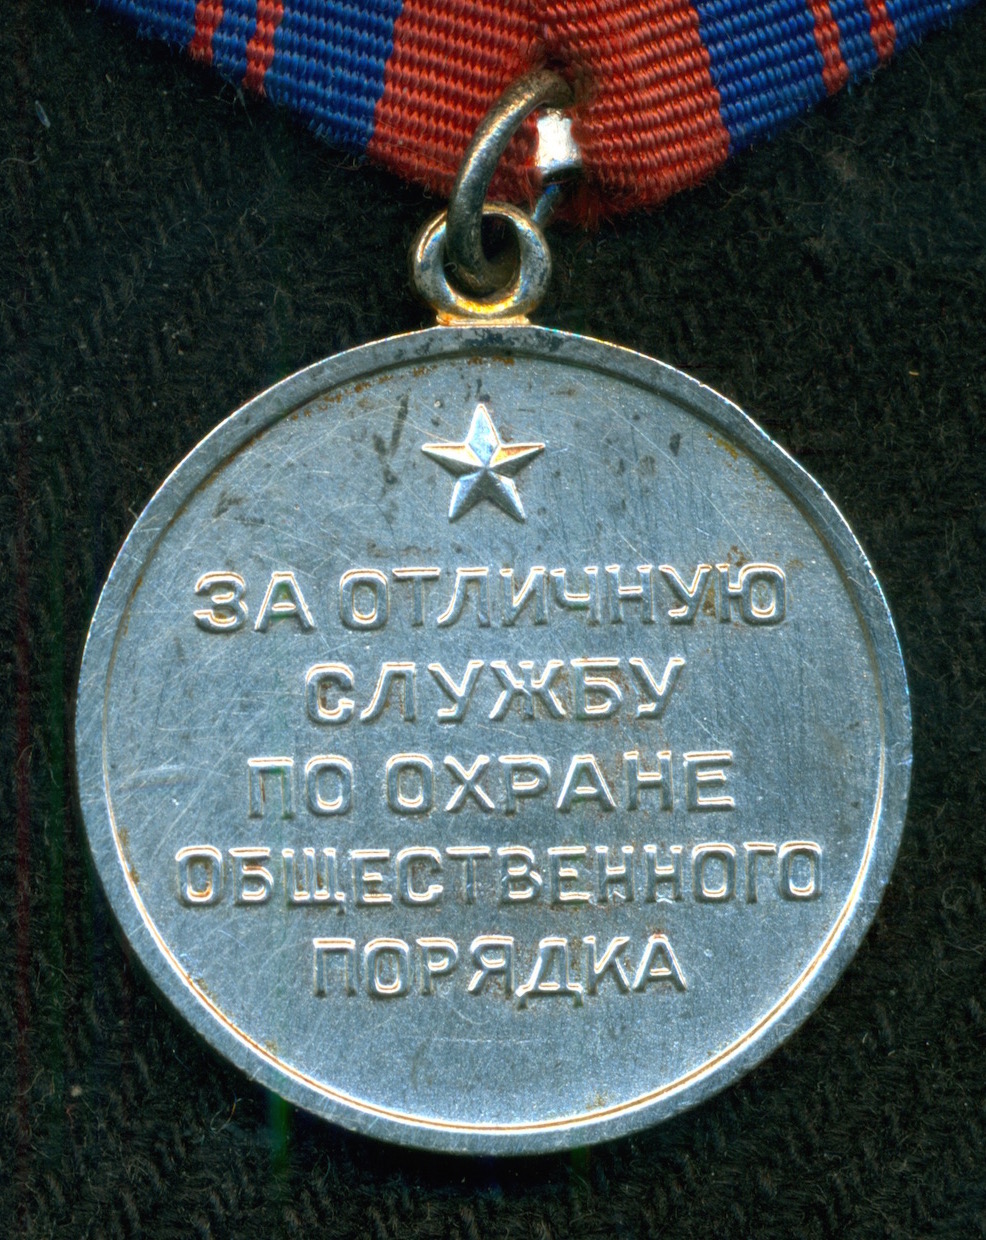 ЗА ОТЛИЧНУЮ
СЛУЖБУ
ПО ОХРАНЕ
ОБЩЕСТВЕННОГО
ПОРЯДКА